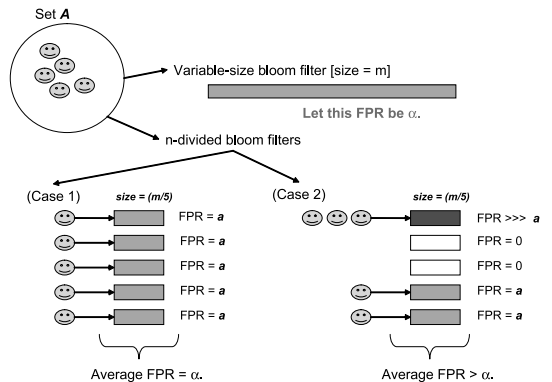 Set A
Variable-size bloom filter [size = m]
Let this FPR be α.
n-divided bloom filters
(Case 1)
size = (m/5)
FPR = a
FPR = a
FPR = a
FPR = a
FPR = a
Average FPR = α.
(Case 2)
size = (m/5)
FPR >>> a
FPR = 0
FPR = 0
FPR = a
FPR = a
Average FPR > α.